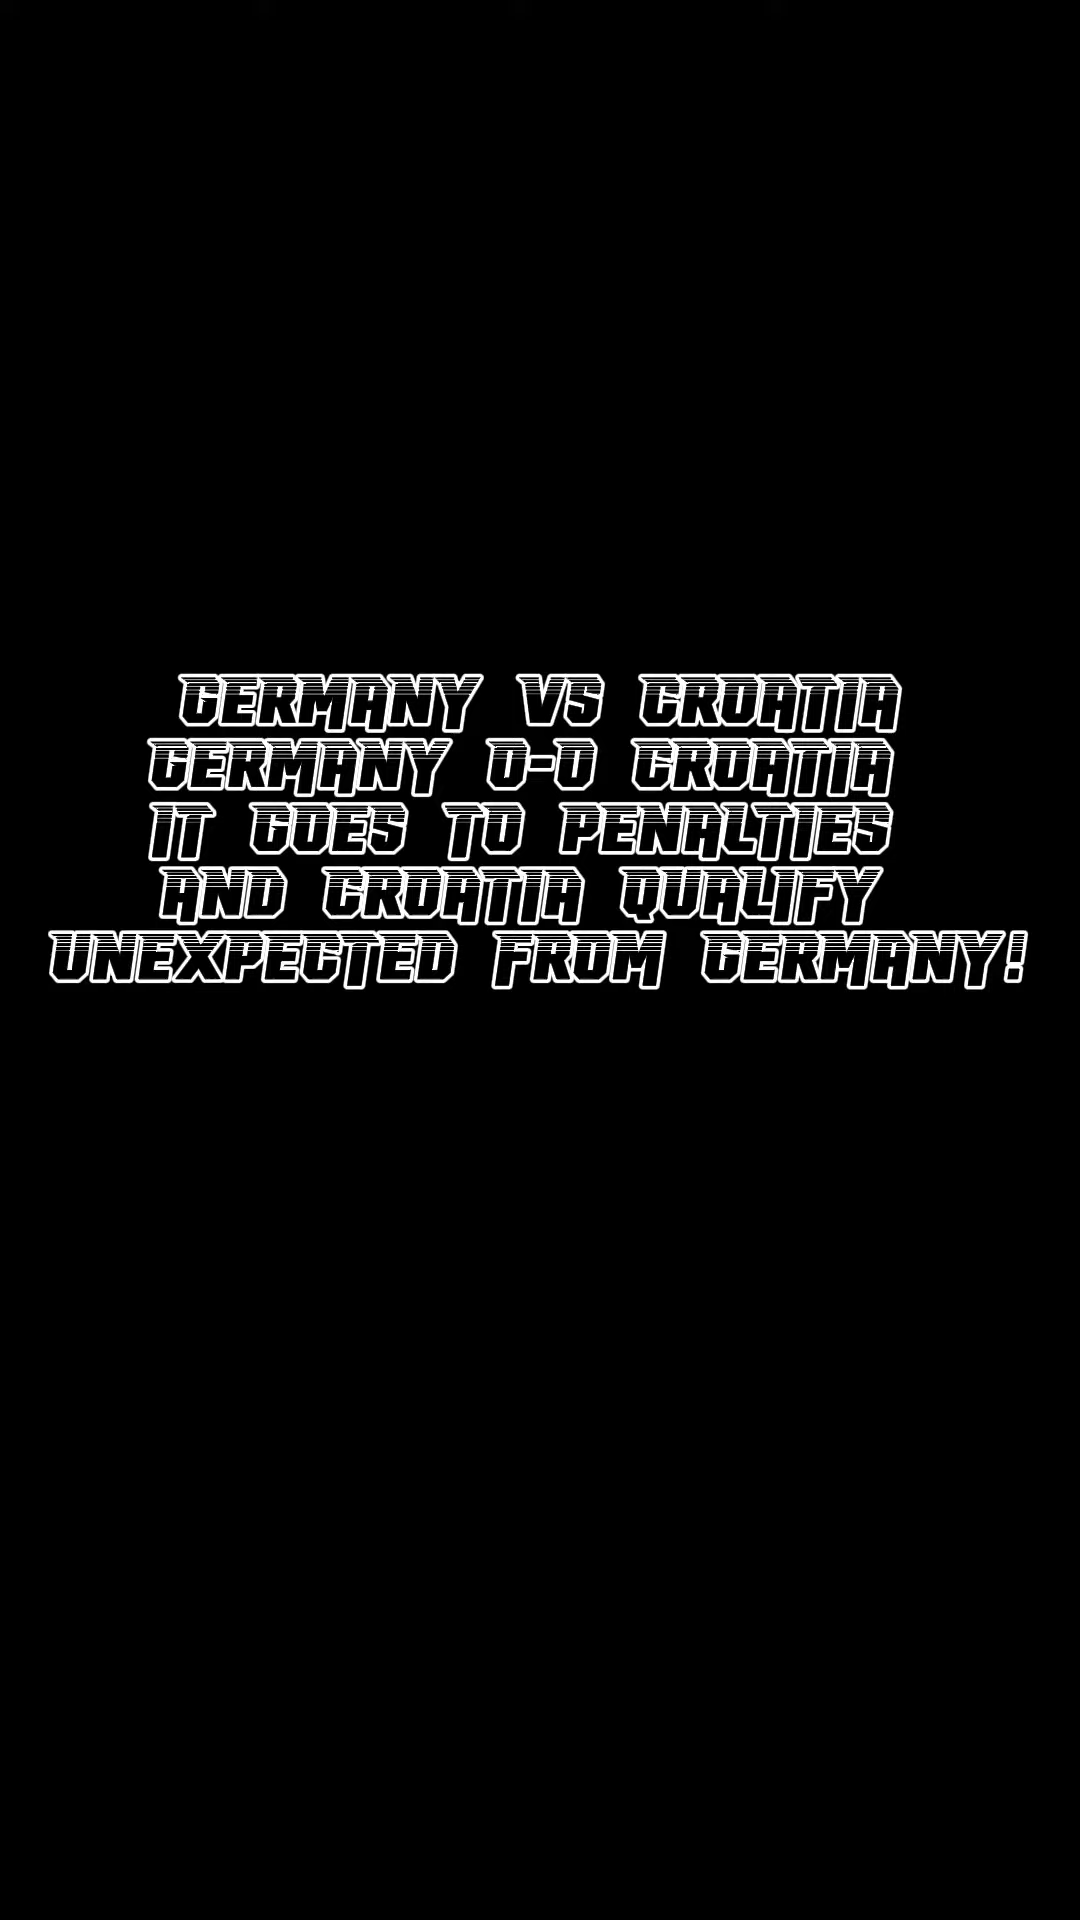 GERMANY VS CROATIA
GERMANY 0-0 CROATIA
IT GOES TO PENALTIES
AND CROATIA QUALIFY
UNEXPECTED FROM GERMANY!